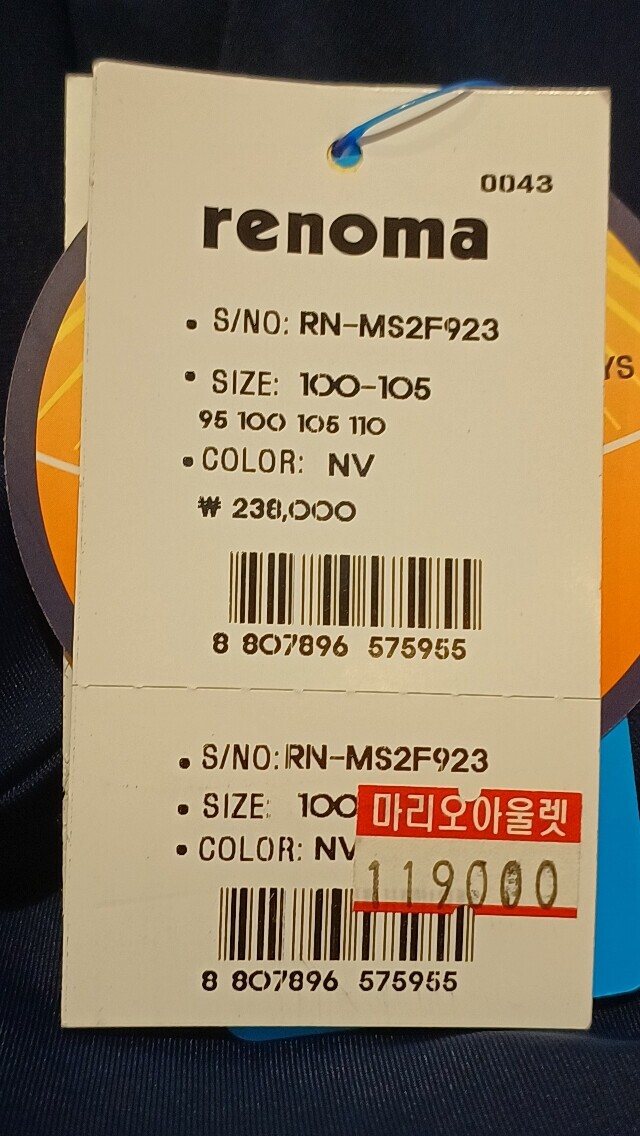 0043
renoma
• S/NO: RN-MS2F923
• SIZE: 100-105
95 100 105 110
• COLOR: NV
₩ 238,000
8 807896 575955
YS
• S/NO: RN-MS2F923
• SIZE: 100
• COLOR: NV
마리오아울렛
119000
8 807896 575955